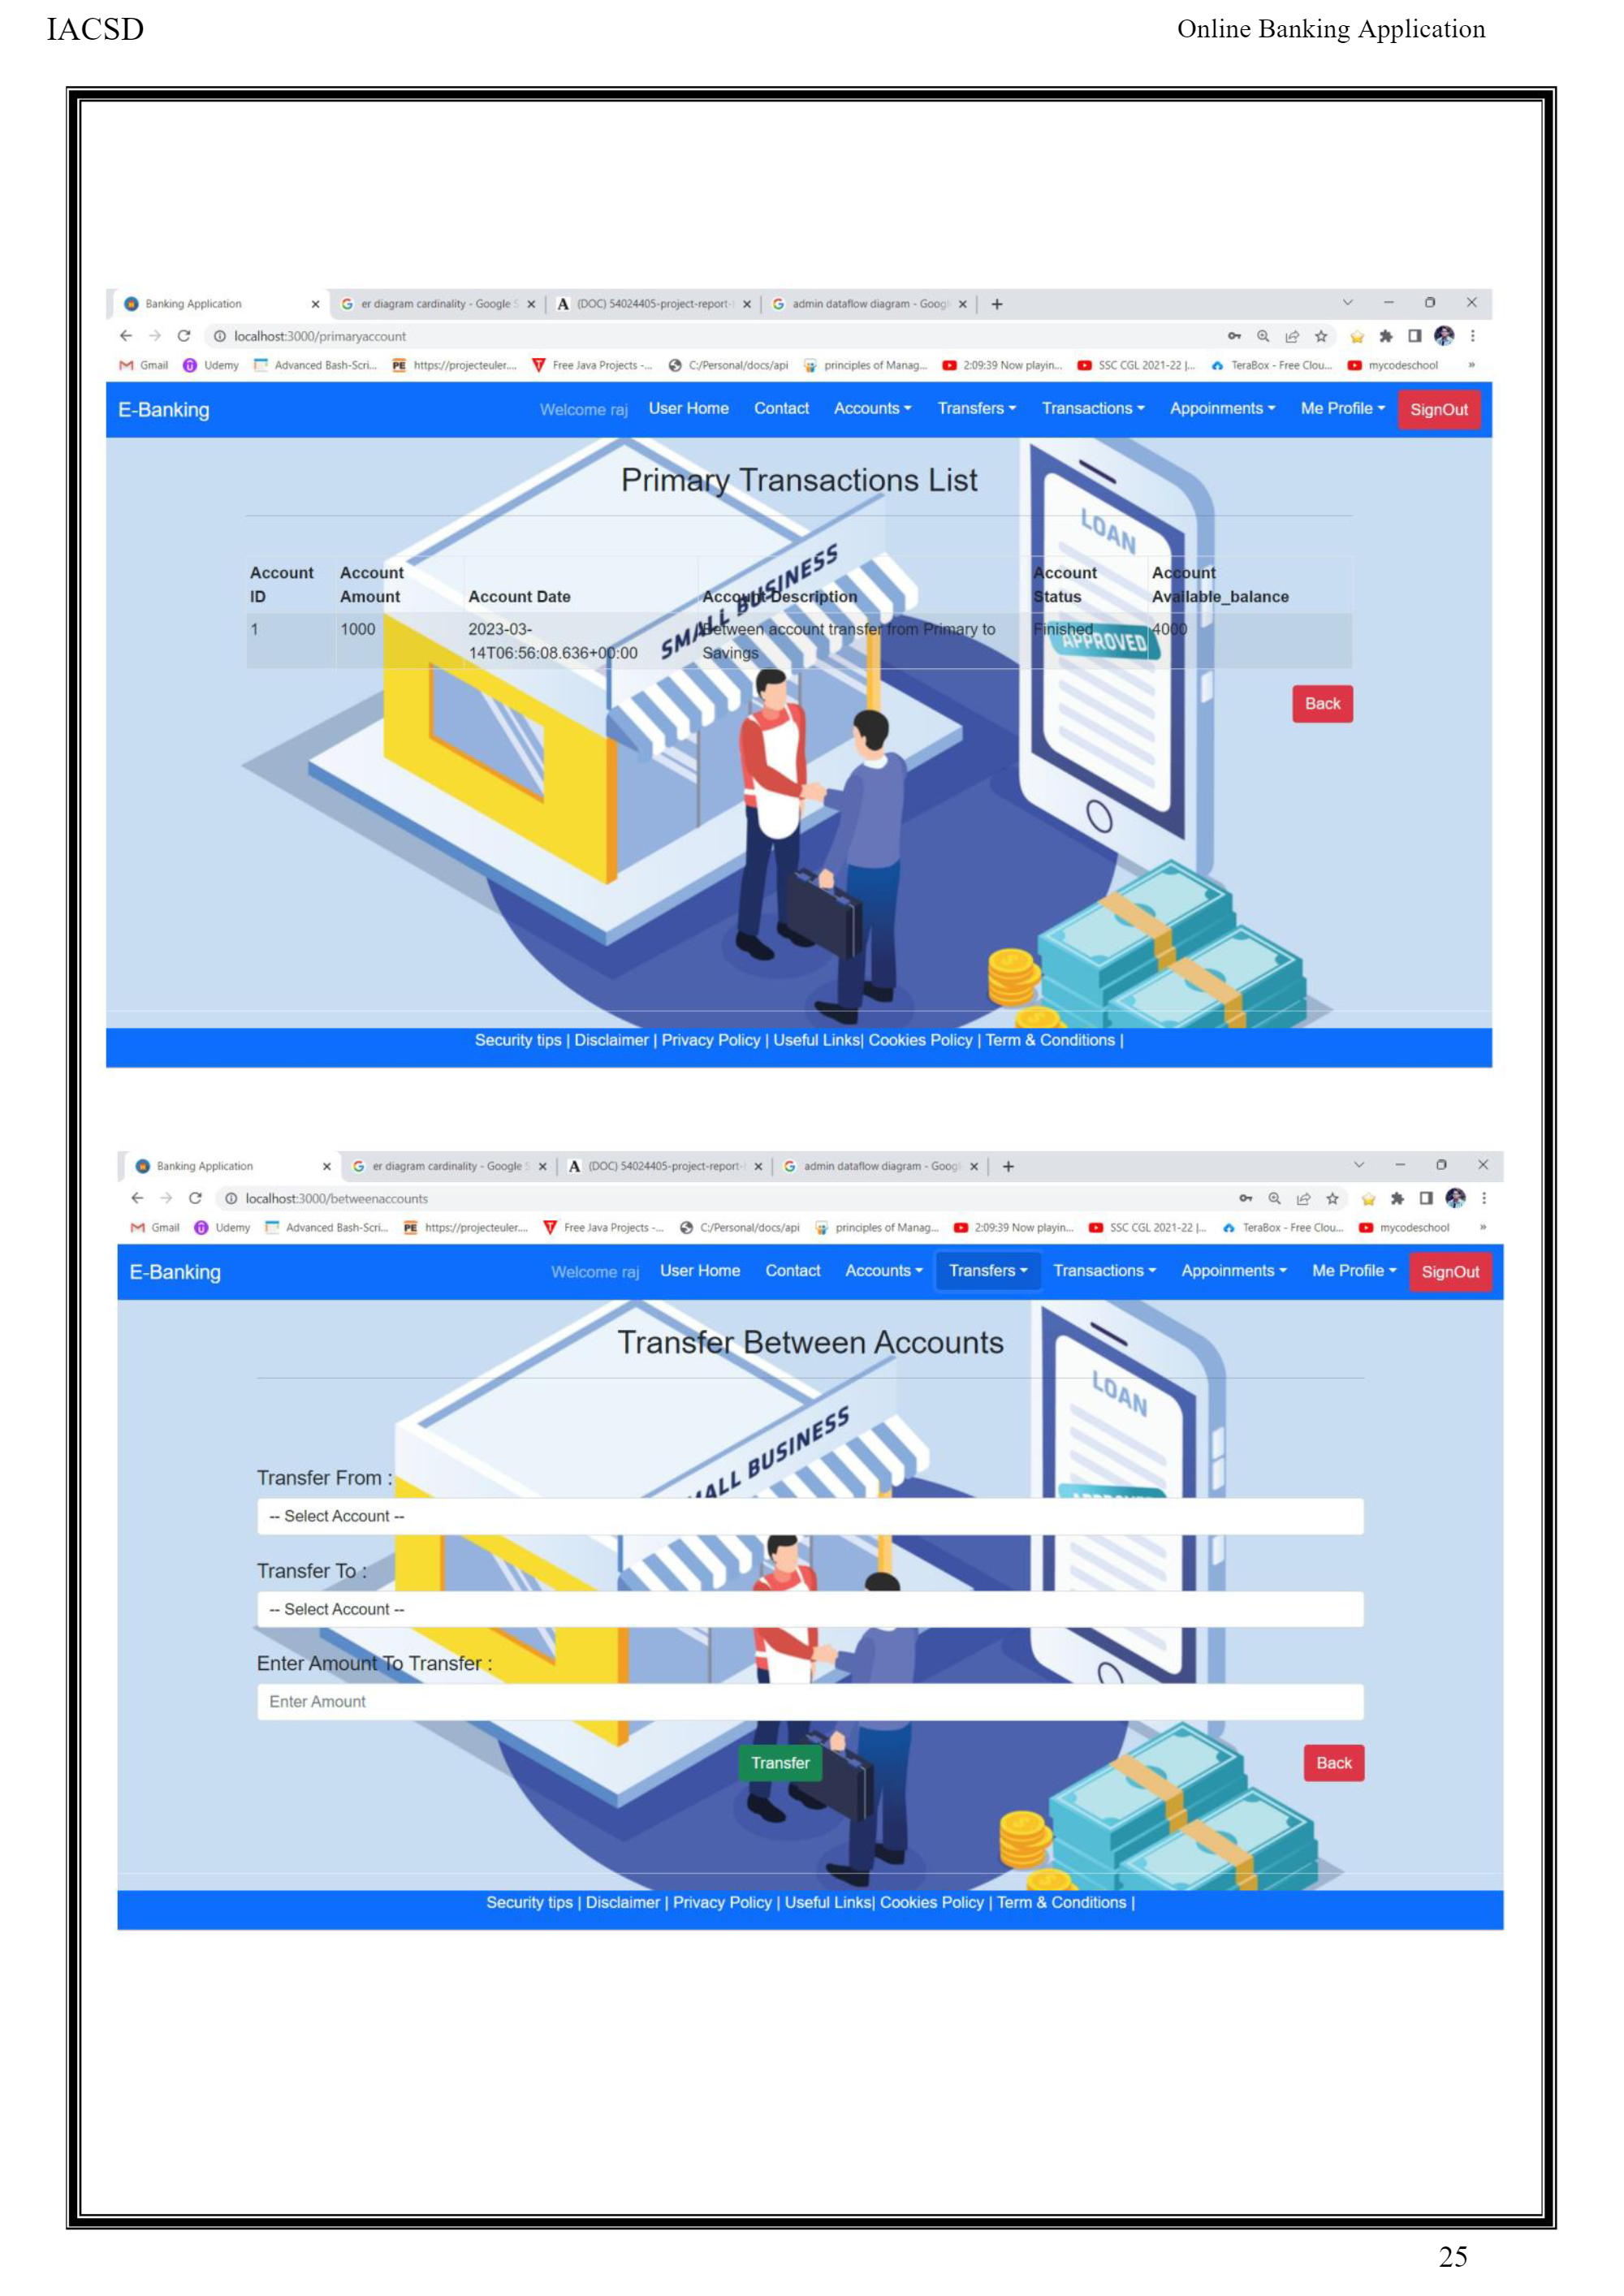 IACSD Online Banking Application
Banking Application er diagram cardinality - Google S (DOC) 54024405-project-report- admin dataflow diagram - Goog
localhost:3000/primaryaccount
Gmail Udemy Advanced Bash-Scri... PE https://projecteuler.... Free Java Projects -... C:/Personal/docs/api principles of Manag... 2:09:39 Now playin... SSC CGL 2021-22 |... TeraBox - Free Clou... mycodeschool »
E-Banking Welcome raj User Home Contact Accounts Transfers Transactions Appoinments Me Profile SignOut
Primary Transactions List
LOAN
SMALL BUSINESS
Account ID Account Amount Account Date Account Description Account Status Account Available_balance
1 1000 2023-03-14T06:56:08.636+00:00 Between account transfer from Primary to Savings Finished 4000
APPROVED
Back
Security tips | Disclaimer | Privacy Policy | Useful Links| Cookies Policy | Term & Conditions |
Banking Application er diagram cardinality - Google S (DOC) 54024405-project-report- admin dataflow diagram - Goog
localhost:3000/betweenaccounts
Gmail Udemy Advanced Bash-Scri... PE https://projecteuler.... Free Java Projects -... C:/Personal/docs/api principles of Manag... 2:09:39 Now playin... SSC CGL 2021-22 |... TeraBox - Free Clou... mycodeschool »
E-Banking Welcome raj User Home Contact Accounts Transfers Transactions Appoinments Me Profile SignOut
Transfer Between Accounts
LOAN
BUSINESS
Transfer From :
-- Select Account --
Transfer To :
-- Select Account --
Enter Amount To Transfer :
Enter Amount
Transfer Back
Security tips | Disclaimer | Privacy Policy | Useful Links| Cookies Policy | Term & Conditions |
25